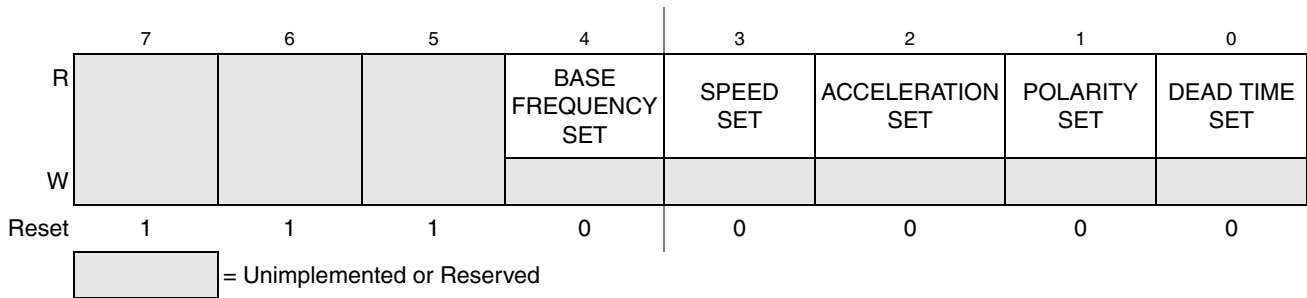 7 6 5 4 3 2 1 0
R BASE FREQUENCY SET SPEED SET ACCELERATION SET POLARITY SET DEAD TIME SET
W
Reset 1 1 1 0 0 0 0 0
= Unimplemented or Reserved